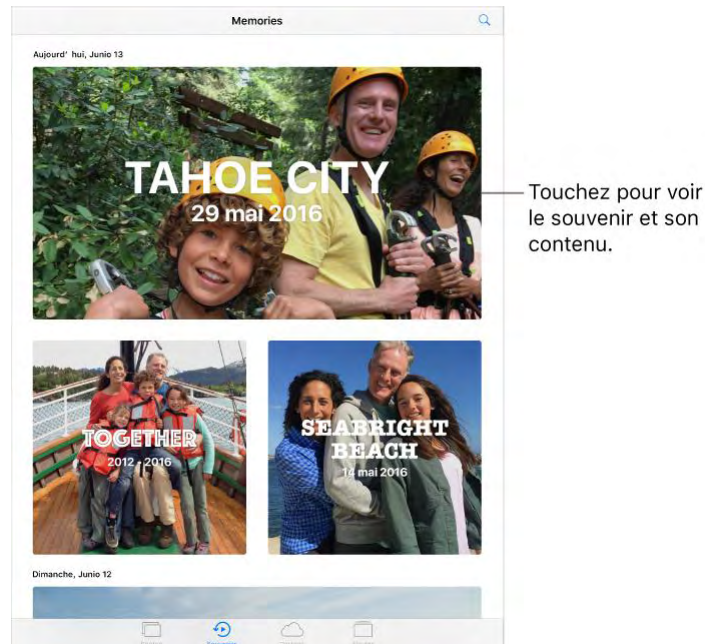 Memories
Aujourd' hui, Junio 13
TAHOE CITY
29 mai 2016
Touchez pour voir
le souvenir et son
contenu.
TOGETHER
2012 - 2016
SEABRIGHT
BEACH
14 mai 2016
Dimanche, Junio 12